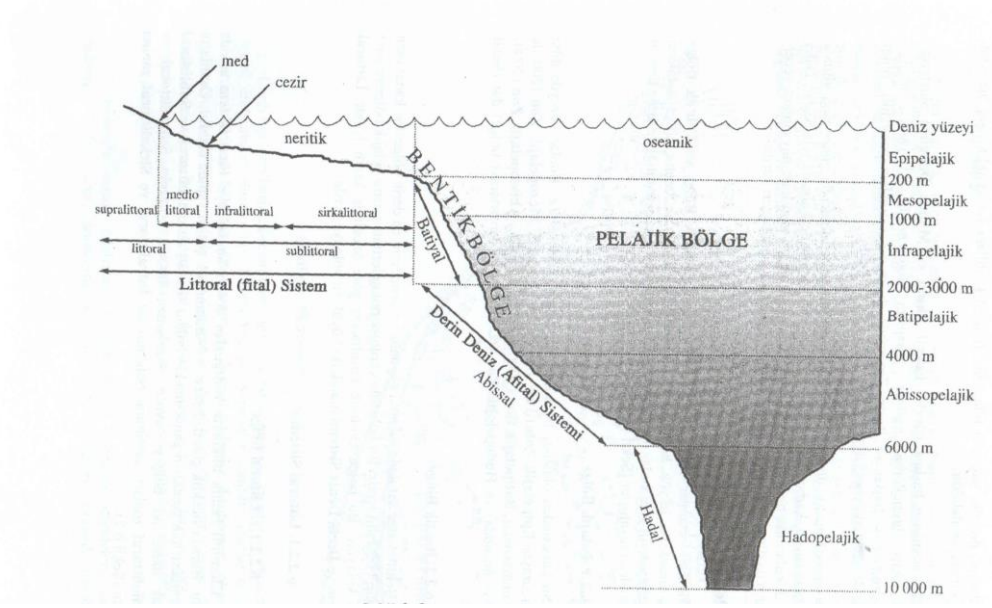 med
cezir
neritik
oseanik
Deniz yüzeyi
Epipelajik
200 m
Mesopelajik
1000 m
PELAJİK BÖLGE
İnfrapelajik
2000-3000 m
Batipelajik
4000 m
Abissopelajik
6000 m
Hadopelajik
10 000 m
BENTİK BÖLGE
supralittoral
medio
littoral
infralittoral
sirkalittoral
littoral
sublittoral
Littoral (fital) Sistem
Batiyal
Derin Deniz (Afital) Sistemi
Abissal
Hadal